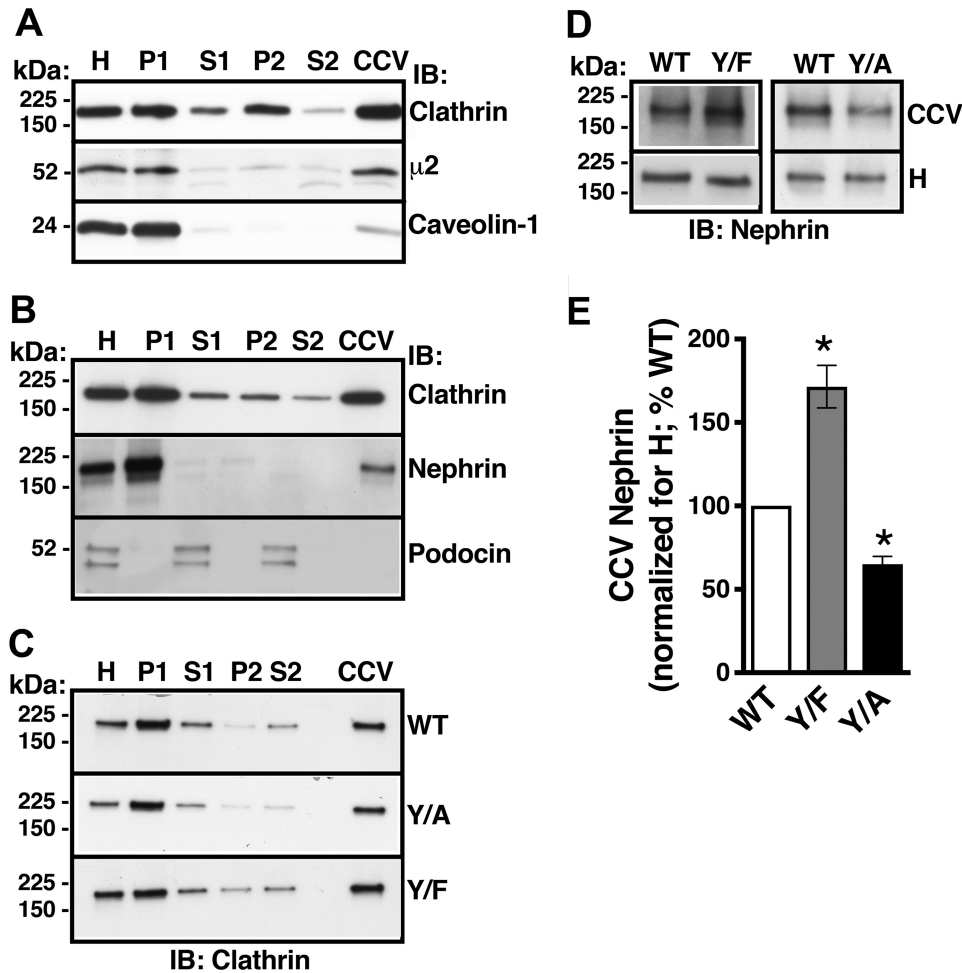 A
H P1 S1 P2 S2 CCV
kDa: IB:
225 -
150 -
Clathrin
52 - μ2
24 - Caveolin-1
B
H P1 S1 P2 S2 CCV
kDa: IB:
225 -
150 -
Clathrin
225 -
150 -
Nephrin
52 - Podocin
C
H P1 S1 P2 S2 CCV
kDa:
225 -
150 -
WT
225 -
150 -
Y/A
225 -
150 -
Y/F
IB: Clathrin
D
WT Y/F WT Y/A
kDa:
225 -
150 -
CCV
225 -
150 -
H
IB: Nephrin
E
CCV Nephrin
(normalized for H; % WT)
200
150
100
50
0
*
*
WT Y/F Y/A